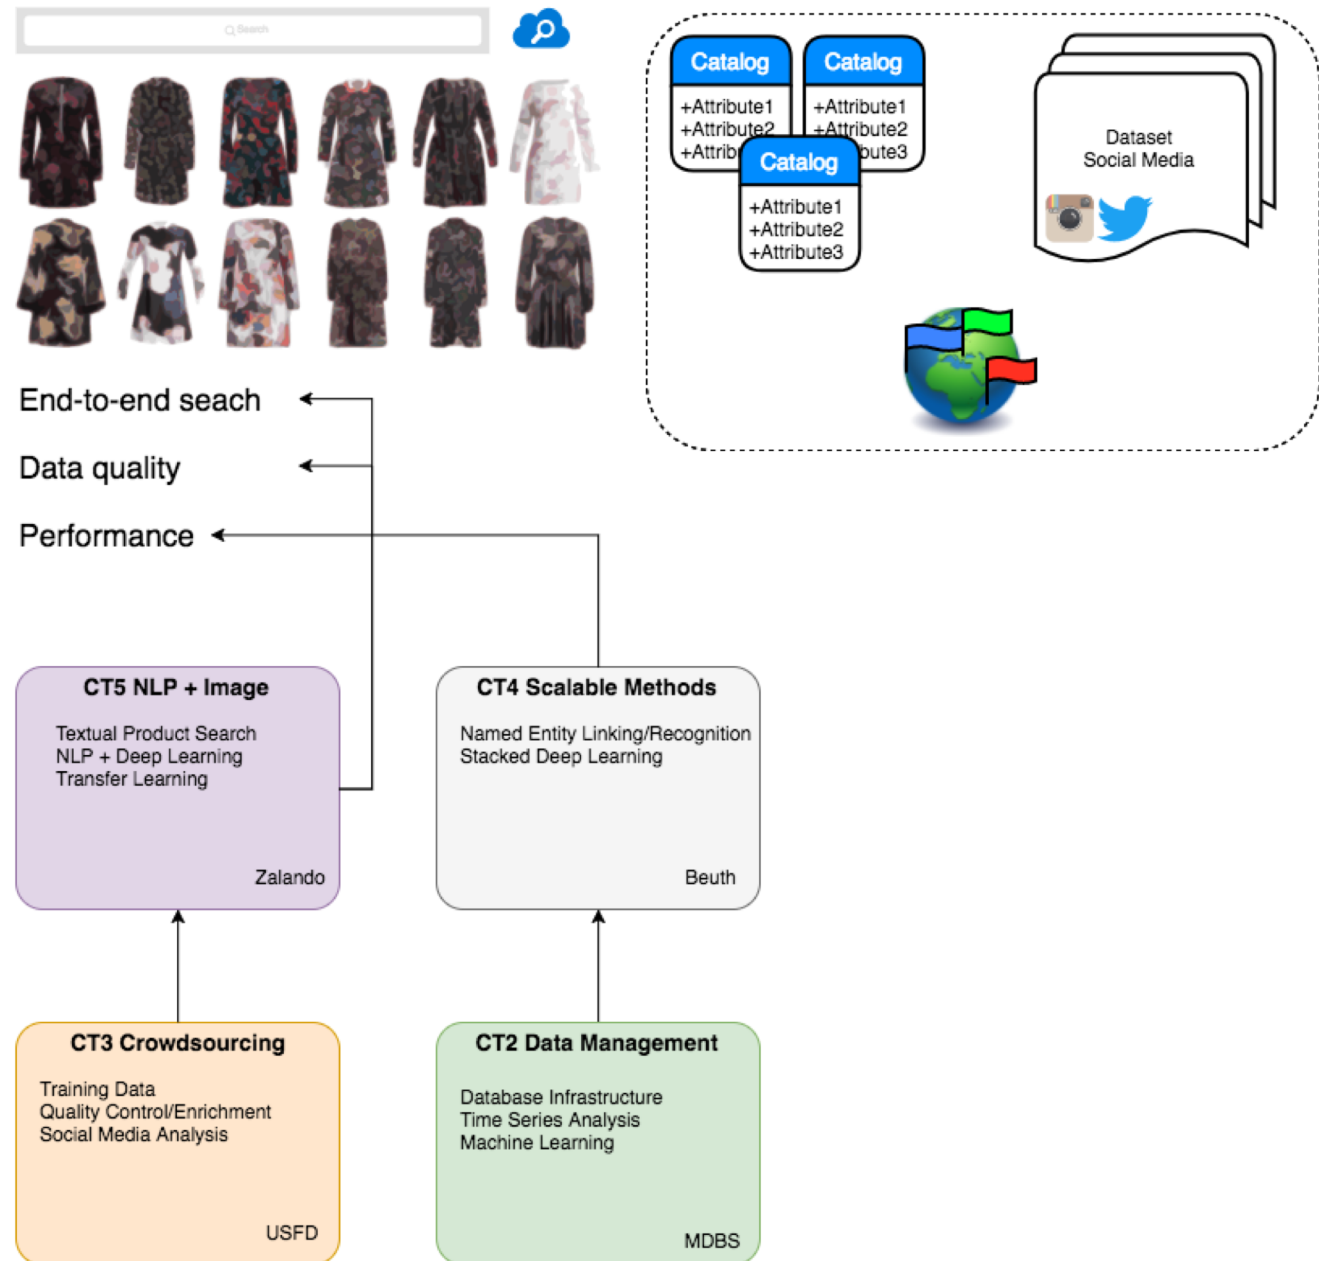 Search
Catalog
+Attribute1
+Attribute2
+Attrib
Catalog
+Attribute1
+Attribute2
bute3
Catalog
+Attribute1
+Attribute2
+Attribute3
Dataset
Social Media
End-to-end seach
Data quality
Performance
CT5 NLP + Image
Textual Product Search
NLP + Deep Learning
Transfer Learning
Zalando
CT4 Scalable Methods
Named Entity Linking/Recognition
Stacked Deep Learning
Beuth
CT3 Crowdsourcing
Training Data
Quality Control/Enrichment
Social Media Analysis
USFD
CT2 Data Management
Database Infrastructure
Time Series Analysis
Machine Learning
MDBS